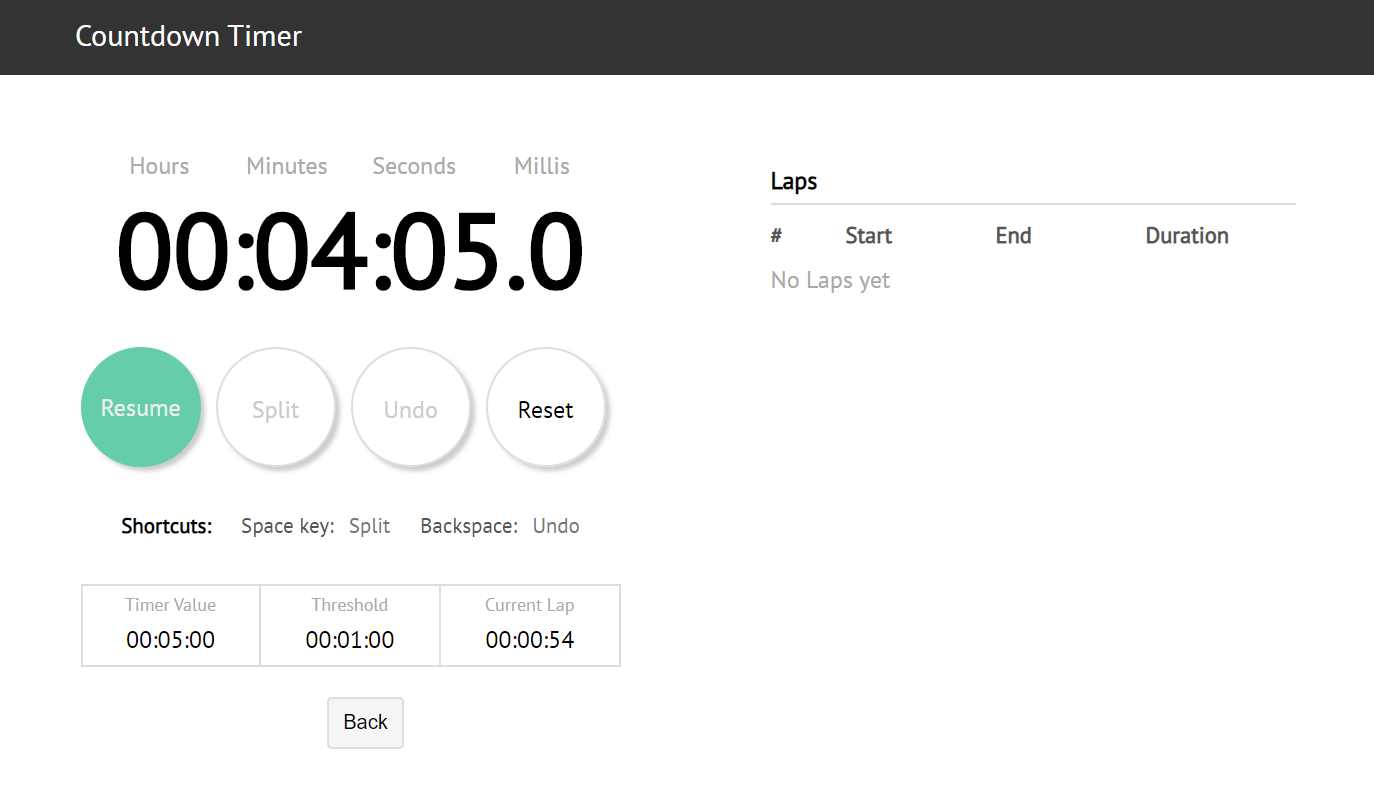 Countdown Timer
Hours Minutes Seconds Millis
00:04:05.0
Resume Split Undo Reset
Shortcuts: Space key: Split Backspace: Undo
Timer Value Threshold Current Lap
00:05:00 00:01:00 00:00:54
Back
Laps
# Start End Duration
No Laps yet